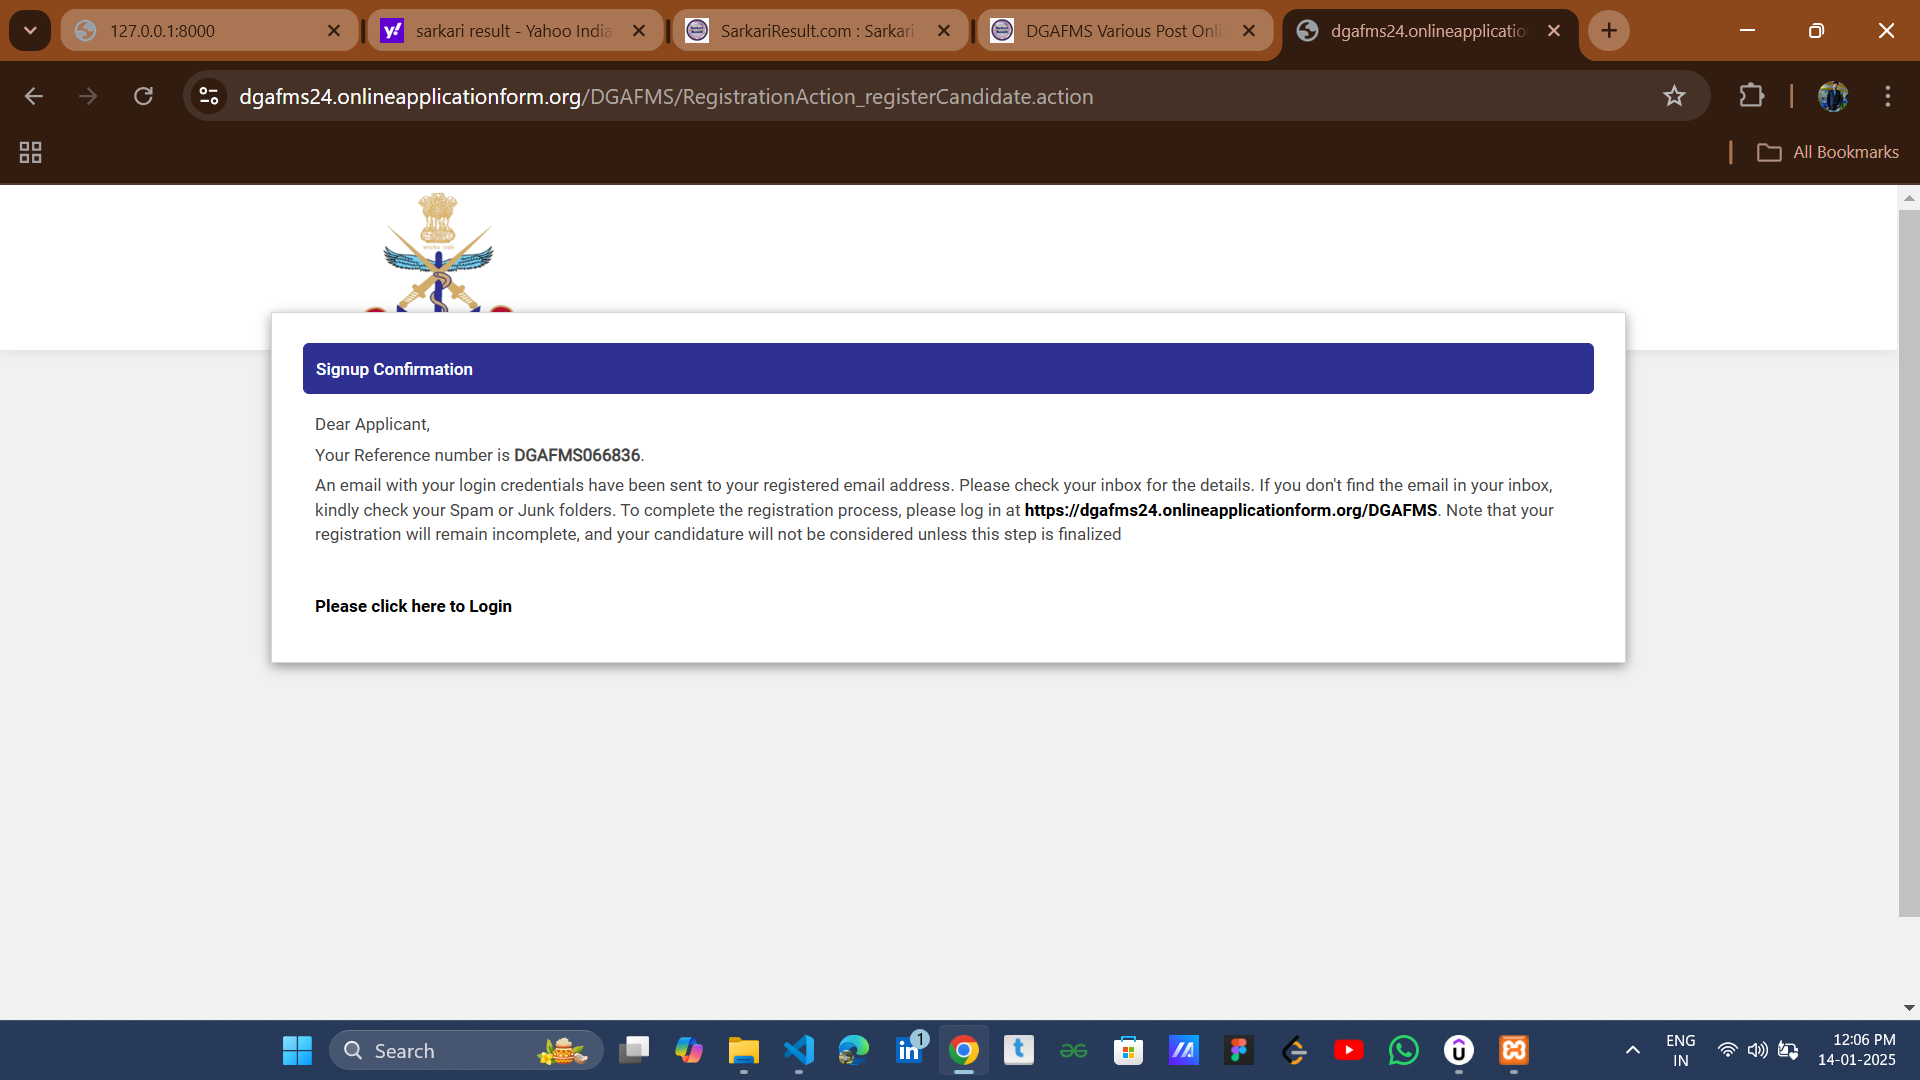 127.0.0.1:8000
sarkari result - Yahoo India
SarkariResult.com : Sarkari
DGAFMS Various Post Onli
dgafms24.onlineapplication
dgafms24.onlineapplicationform.org/DGAFMS/RegistrationAction_registerCandidate.action
All Bookmarks
Signup Confirmation
Dear Applicant,
Your Reference number is DGAFMS066836.
An email with your login credentials have been sent to your registered email address. Please check your inbox for the details. If you don't find the email in your inbox,
kindly check your Spam or Junk folders. To complete the registration process, please log in at https://dgafms24.onlineapplicationform.org/DGAFMS. Note that your
registration will remain incomplete, and your candidature will not be considered unless this step is finalized
Please click here to Login
Search
1
ENG
IN
12:06 PM
14-01-2025